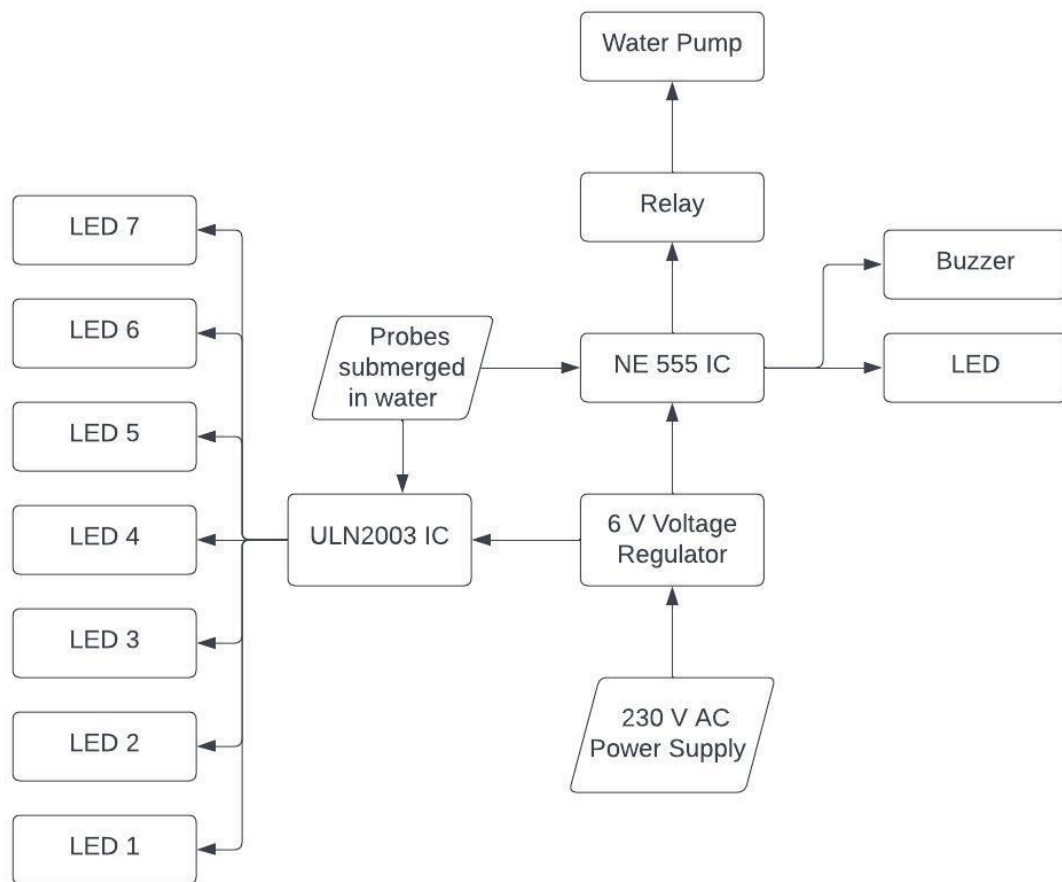 Water Pump
Relay
LED 7
Buzzer
LED 6
Probes
submerged
in water
NE 555 IC
LED
LED 5
LED 4
ULN2003 IC
6 V Voltage
Regulator
LED 3
230 V AC
Power Supply
LED 2
LED 1